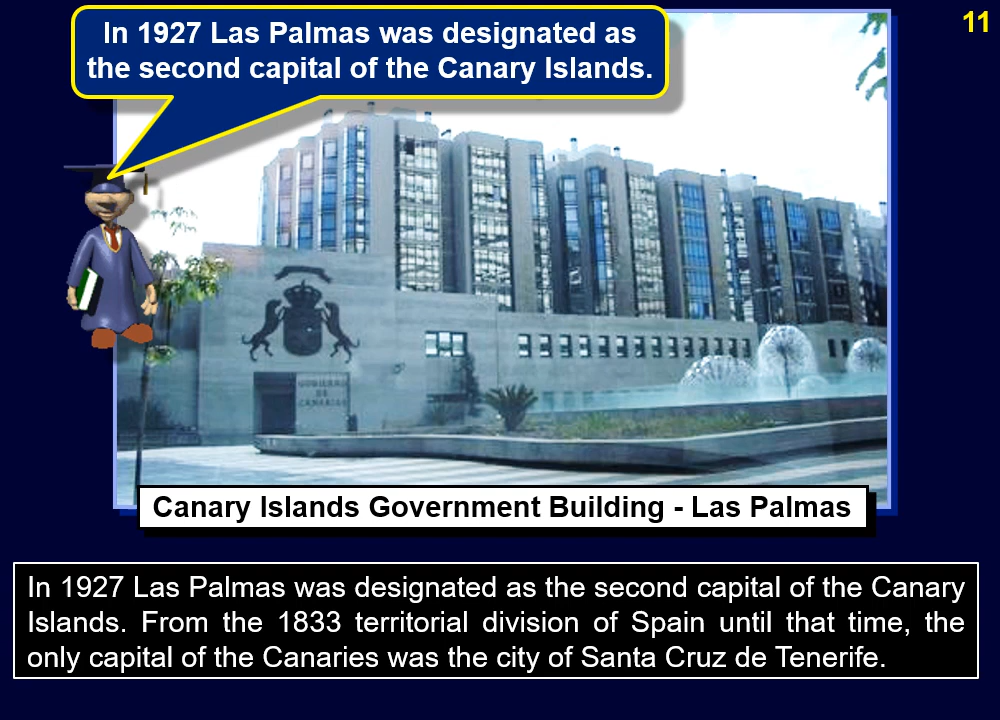 11
In 1927 Las Palmas was designated as
the second capital of the Canary Islands.
GOBIERNO
DE
CANARIAS
Canary Islands Government Building - Las Palmas
In 1927 Las Palmas was designated as the second capital of the Canary
Islands. From the 1833 territorial division of Spain until that time, the
only capital of the Canaries was the city of Santa Cruz de Tenerife.